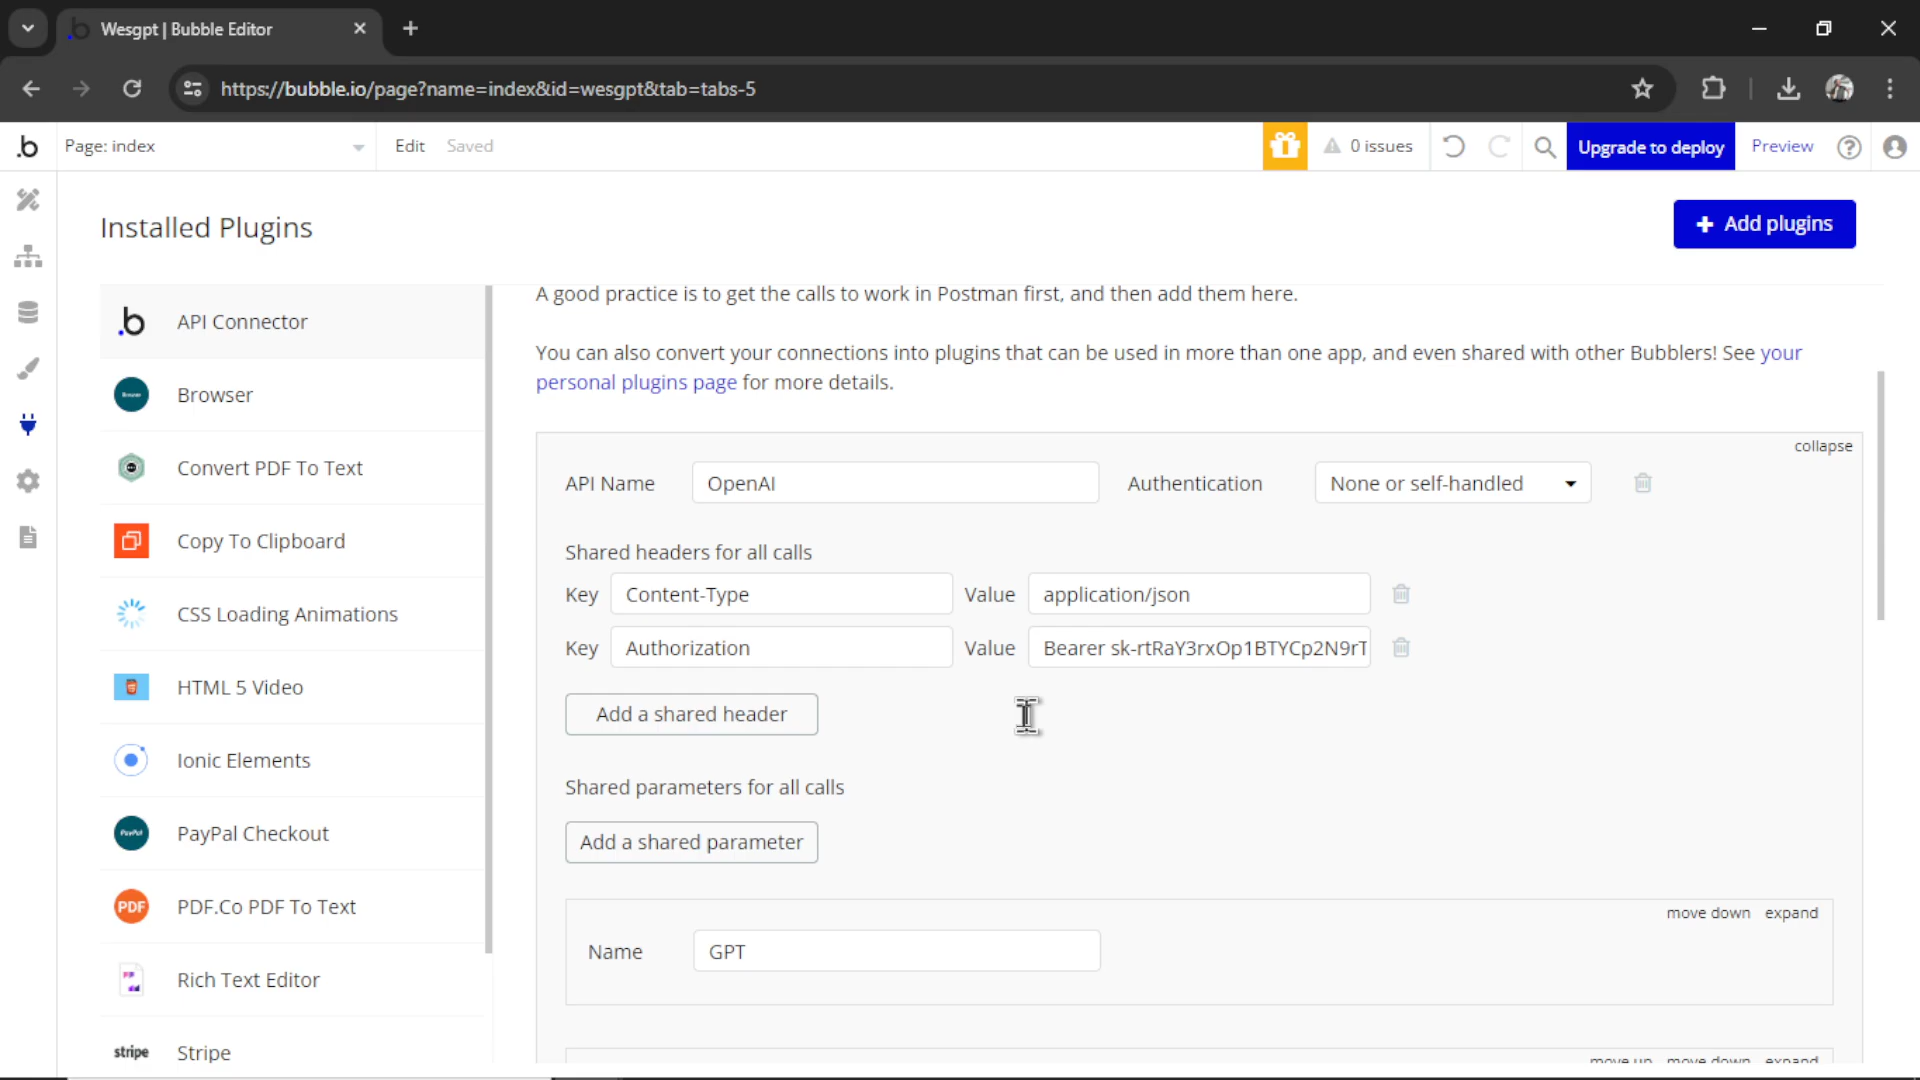 Wesgpt | Bubble Editor
https://bubble.io/page?name=index&id=wesgpt&tab=tabs-5
Page: index
Edit
Saved
0 issues
Upgrade to deploy
Preview
Installed Plugins
Add plugins
API Connector
Browser
Convert PDF To Text
Copy To Clipboard
CSS Loading Animations
HTML 5 Video
Ionic Elements
PayPal
PayPal Checkout
PDF
PDF.Co PDF To Text
Rich Text Editor
stripe
Stripe
A good practice is to get the calls to work in Postman first, and then add them here.
You can also convert your connections into plugins that can be used in more than one app, and even shared with other Bubblers! See your
personal plugins page for more details.
collapse
API Name
OpenAI
Authentication
None or self-handled
Shared headers for all calls
Key
Content-Type
Value
application/json
Key
Authorization
Value
Bearer sk-rtRaY3rxOp1BTYCp2N9rT
Add a shared header
Shared parameters for all calls
Add a shared parameter
move down
expand
Name
GPT
move up
move down
expand